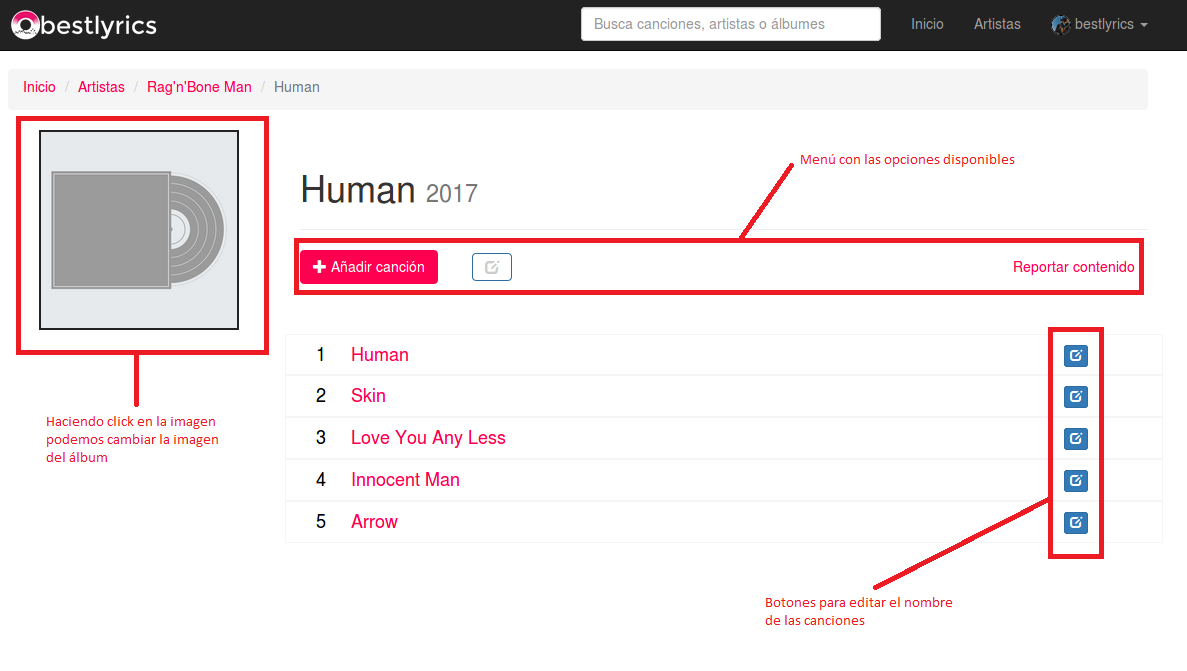 bestlyrics
Busca canciones, artistas o álbumes
Inicio
Artistas
bestlyrics
Inicio / Artistas / Rag'n'Bone Man / Human
Menú con las opciones disponibles
Human 2017
Añadir canción
Reportar contenido
1 Human
2 Skin
3 Love You Any Less
4 Innocent Man
5 Arrow
Haciendo click en la imagen
podemos cambiar la imagen
del álbum
Botones para editar el nombre
de las canciones